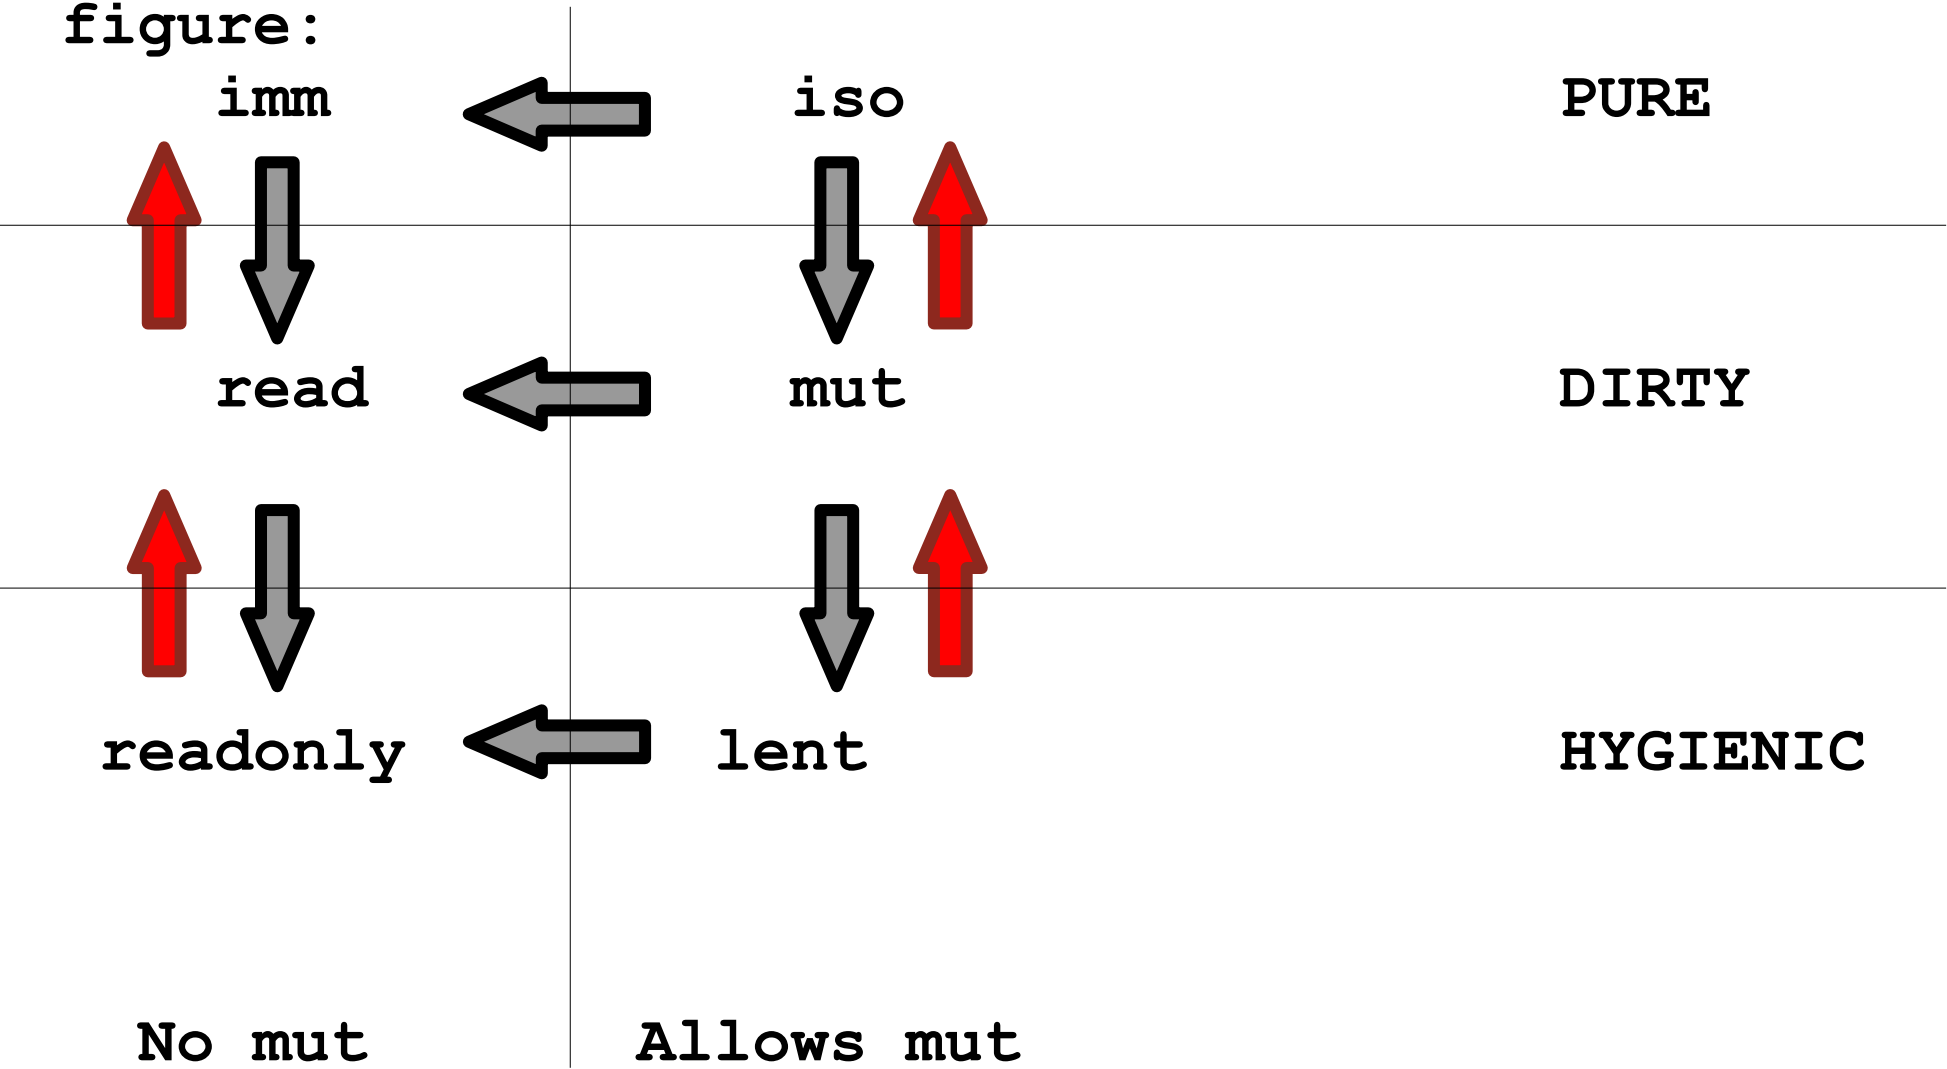 figure:
imm iso PURE
read mut DIRTY
readonly lent HYGIENIC
No mut Allows mut